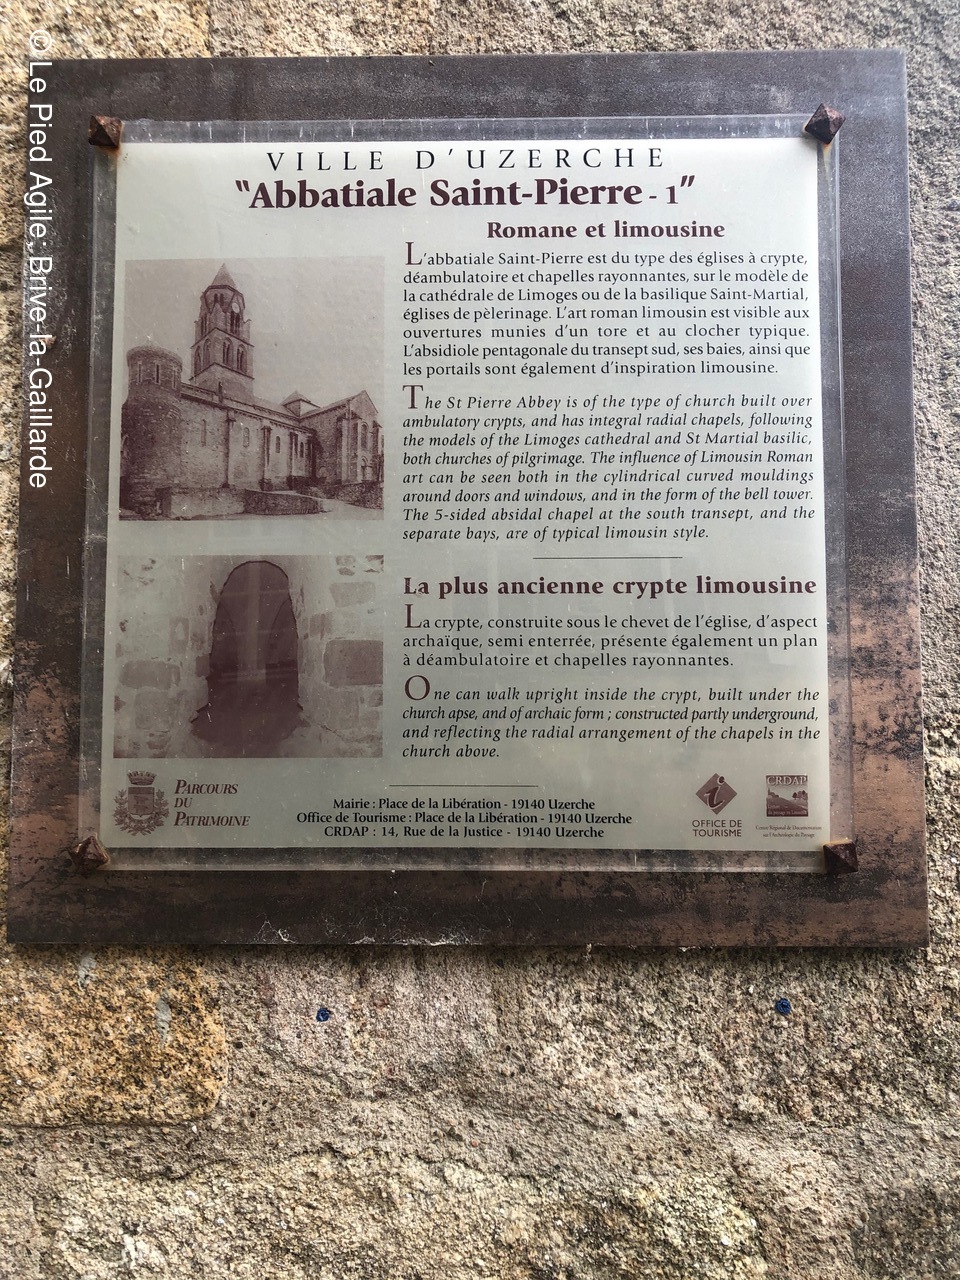 © Le Pied Agile; Brive-la-Gaillarde
VILLE D'UZERCHE
"Abbatiale Saint-Pierre - 1"
Romane et limousine
L'abbatiale Saint-Pierre est du type des églises à crypte,
déambulatoire et chapelles rayonnantes, sur le modèle de
la cathédrale de Limoges ou de la basilique Saint-Martial,
églises de pèlerinage. L'art roman limousin est visible aux
ouvertures munies d'un tore et au clocher typique.
L'absidiole pentagonale du transept sud, ses baies, ainsi que
les portails sont également d'inspiration limousine.
The St Pierre Abbey is of the type of church built over
ambulatory crypts, and has integral radial chapels, following
the models of the Limoges cathedral and St Martial basilic,
both churches of pilgrimage. The influence of Limousin Roman
art can be seen both in the cylindrical curved mouldings
around doors and windows, and in the form of the bell tower.
The 5-sided absidal chapel at the south transept, and the
separate bays, are of typical limousin style.
La plus ancienne crypte limousine
La crypte, construite sous le chevet de l'église, d'aspect
archaïque, semi enterrée, présente également un plan
à déambulatoire et chapelles rayonnantes.
One can walk upright inside the crypt, built under the
church apse, and of archaic form ; constructed partly underground,
and reflecting the radial arrangement of the chapels in the
church above.
PARCOURS
DU
PATRIMOINE
Mairie : Place de la Libération - 19140 Uzerche
Office de Tourisme : Place de la Libération - 19140 Uzerche
CRDAP : 14, Rue de la Justice - 19140 Uzerche
OFFICE DE
TOURISME
CRDAP
Centre Régional de Documentation
sur l'Archéologie du Paysage